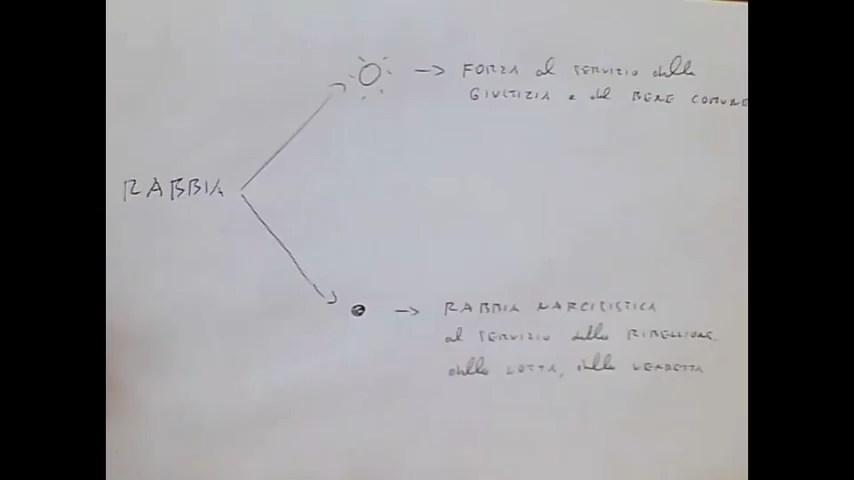 FORZA al SERVIZIO della
GIUSTIZIA e del BENE COMUNE
RABBIA
RABBIA NARCISISTICA
al SERVIZIO della RIBELLIONE,
della LOTTA, della VENDETTA